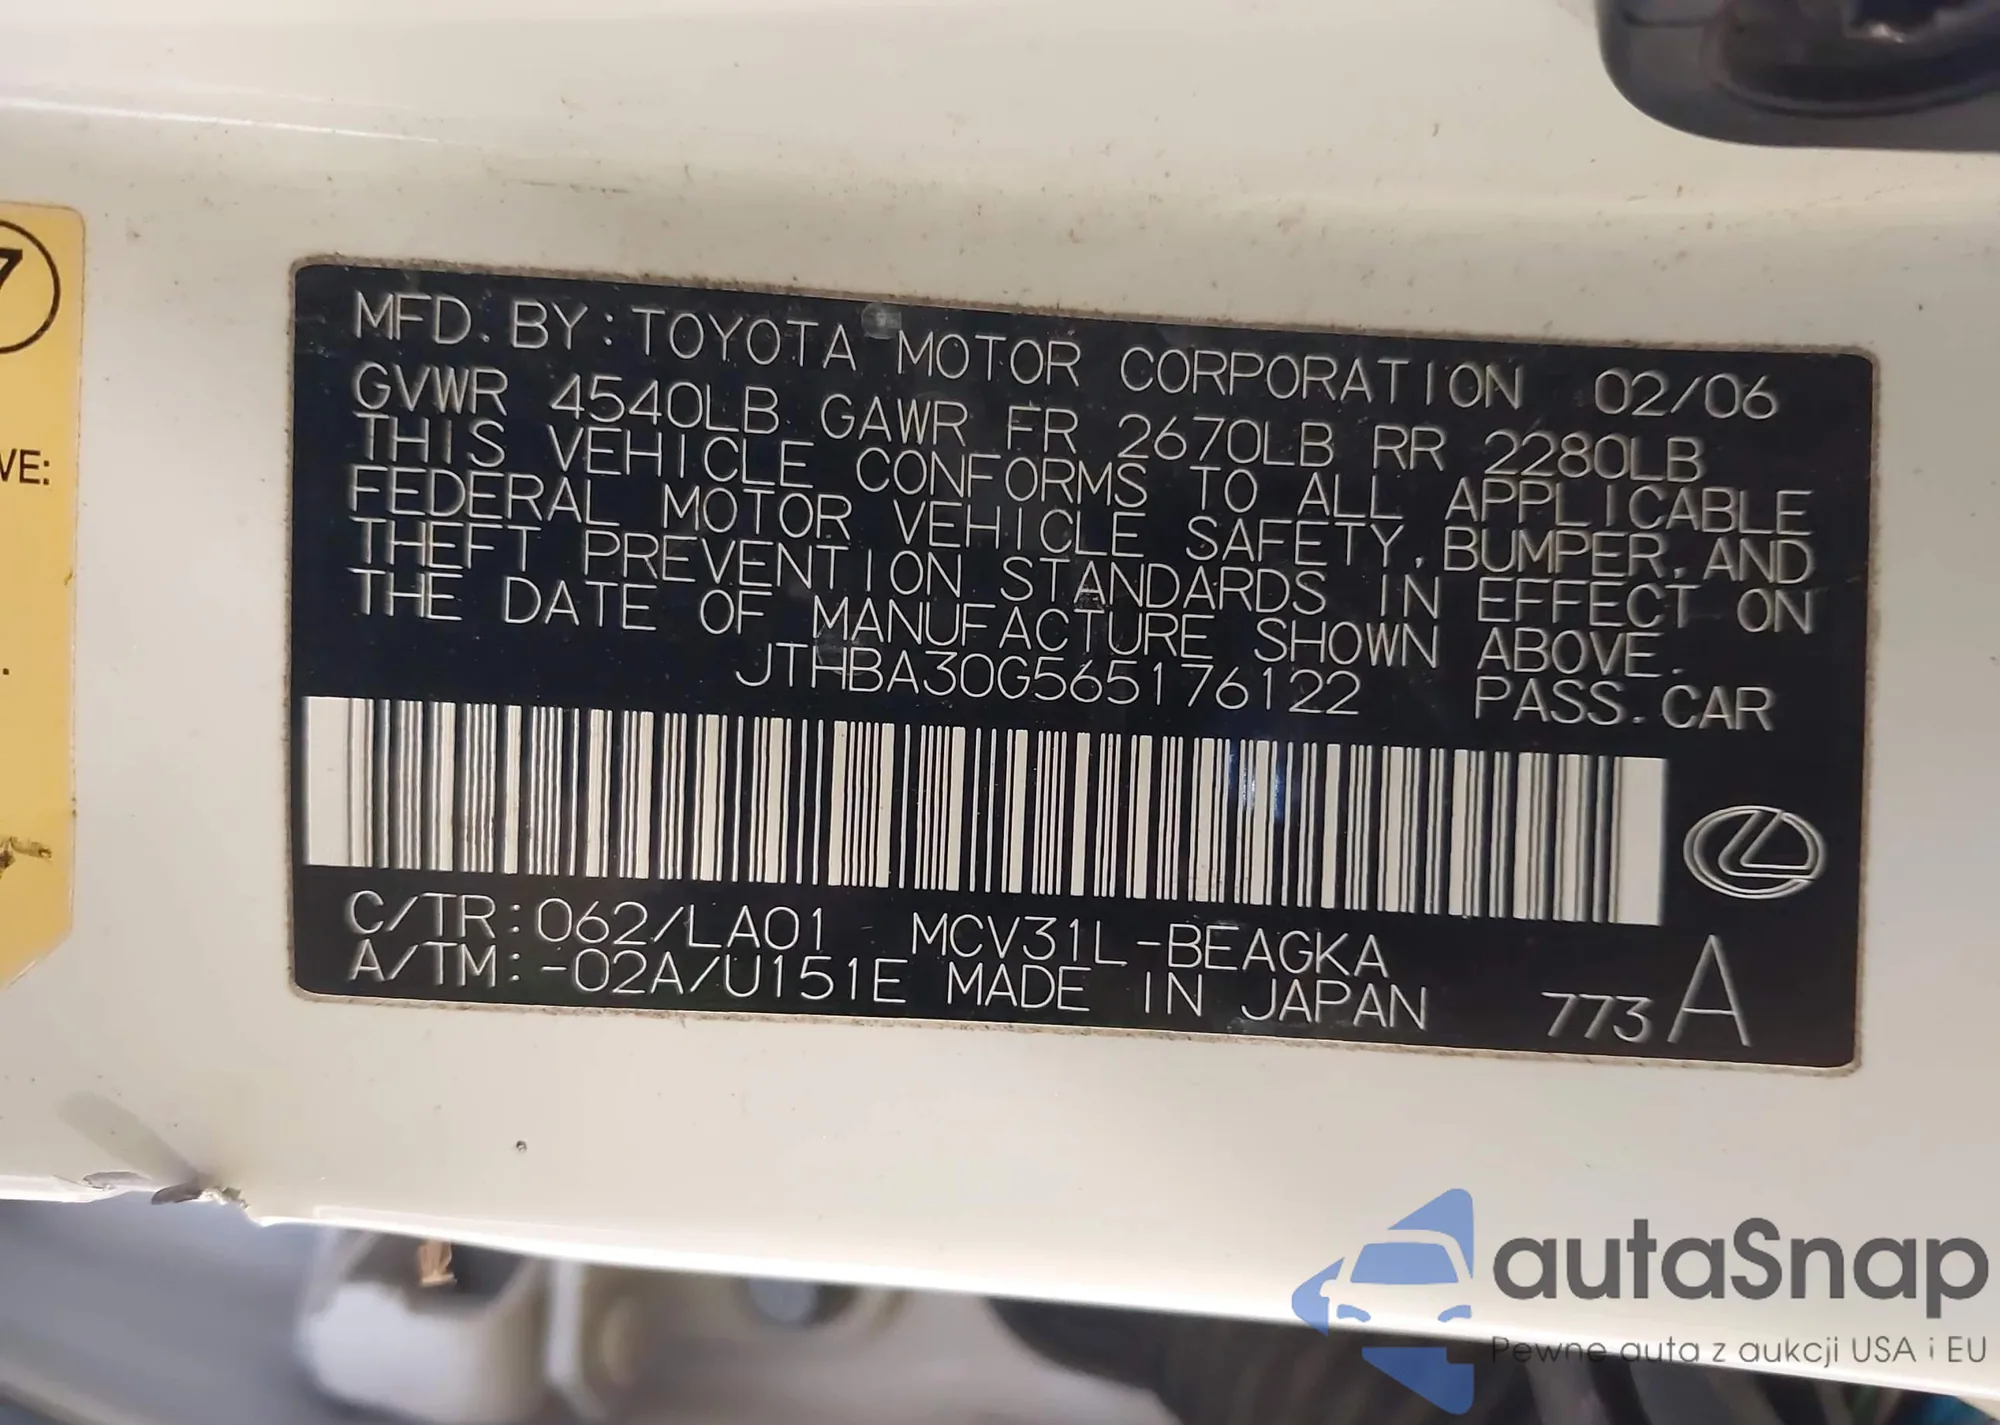 7
VE:
MFD. BY: TOYOTA MOTOR CORPORATION 02/06
GVWR 4540LB GAWR FR 2670LB RR 2280LB
THIS VEHICLE CONFORMS TO ALL APPLICABLE
FEDERAL MOTOR VEHICLE SAFETY, BUMPER, AND
THEFT PREVENTION STANDARDS IN EFFECT ON
THE DATE OF MANUFACTURE SHOWN ABOVE.
JTHBA30G565176122 PASS. CAR
C/TR: 062/LA01 MCV31L-BEAGKA
A/TM: -02A/U151E MADE IN JAPAN 773 A
autaSnap
Pewne auta z aukcji USA i EU